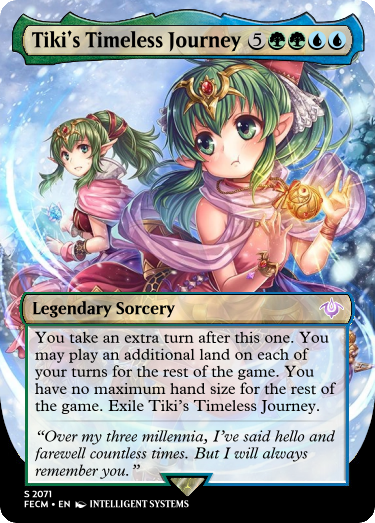 Tiki's Timeless Journey 5
Legendary Sorcery
You take an extra turn after this one. You
may play an additional land on each of
your turns for the rest of the game. You
have no maximum hand size for the rest of
the game. Exile Tiki's Timeless Journey.
“Over my three millennia, I've said hello and
farewell countless times. But I will always
remember you.”
S 2071
FECM • EN INTELLIGENT SYSTEMS